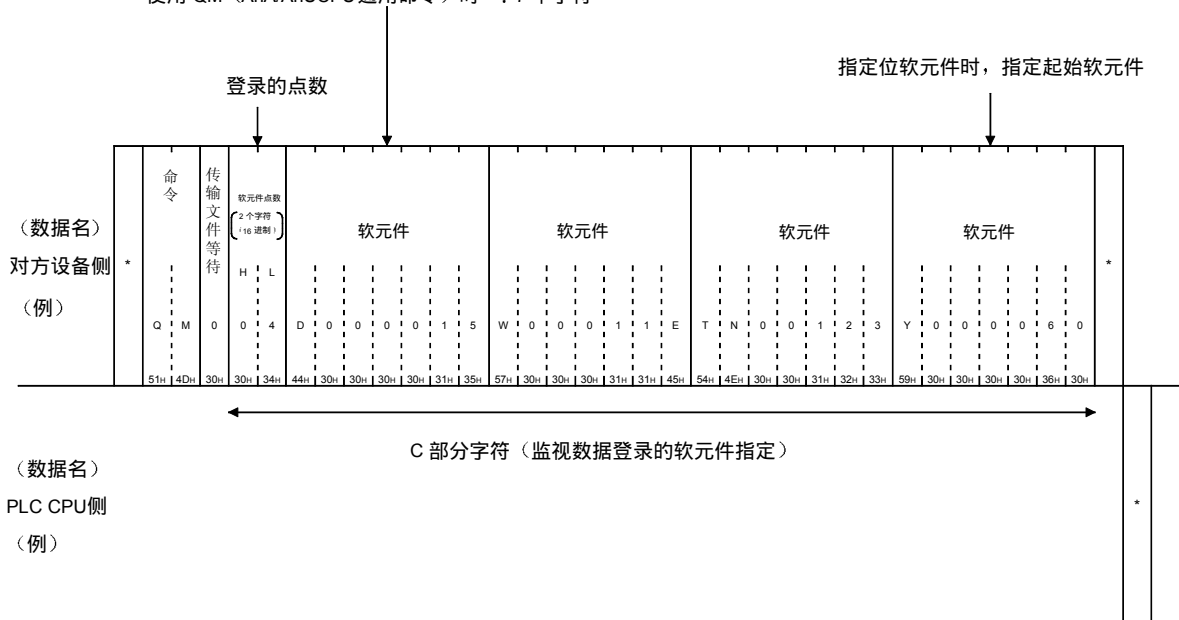 登录的点数
指定位软元件时，指定起始软元件
命令
传输文件等待
软元件点数
2 个字符
（16 进制）
（数据名）
对方设备侧
（例）
*
软元件
软元件
软元件
软元件
*
H L
Q M 0 0 4 D 0 0 0 0 1 5 W 0 0 0 1 1 E T N 0 0 1 2 3 Y 0 0 0 0 6 0
51H 4DH 30H 30H 34H 44H 30H 30H 30H 30H 31H 35H 57H 30H 30H 30H 31H 31H 45H 54H 4EH 30H 30H 31H 32H 33H 59H 30H 30H 30H 30H 36H 30H
C 部分字符（监视数据登录的软元件指定）
（数据名）
PLC CPU侧
（例）
*